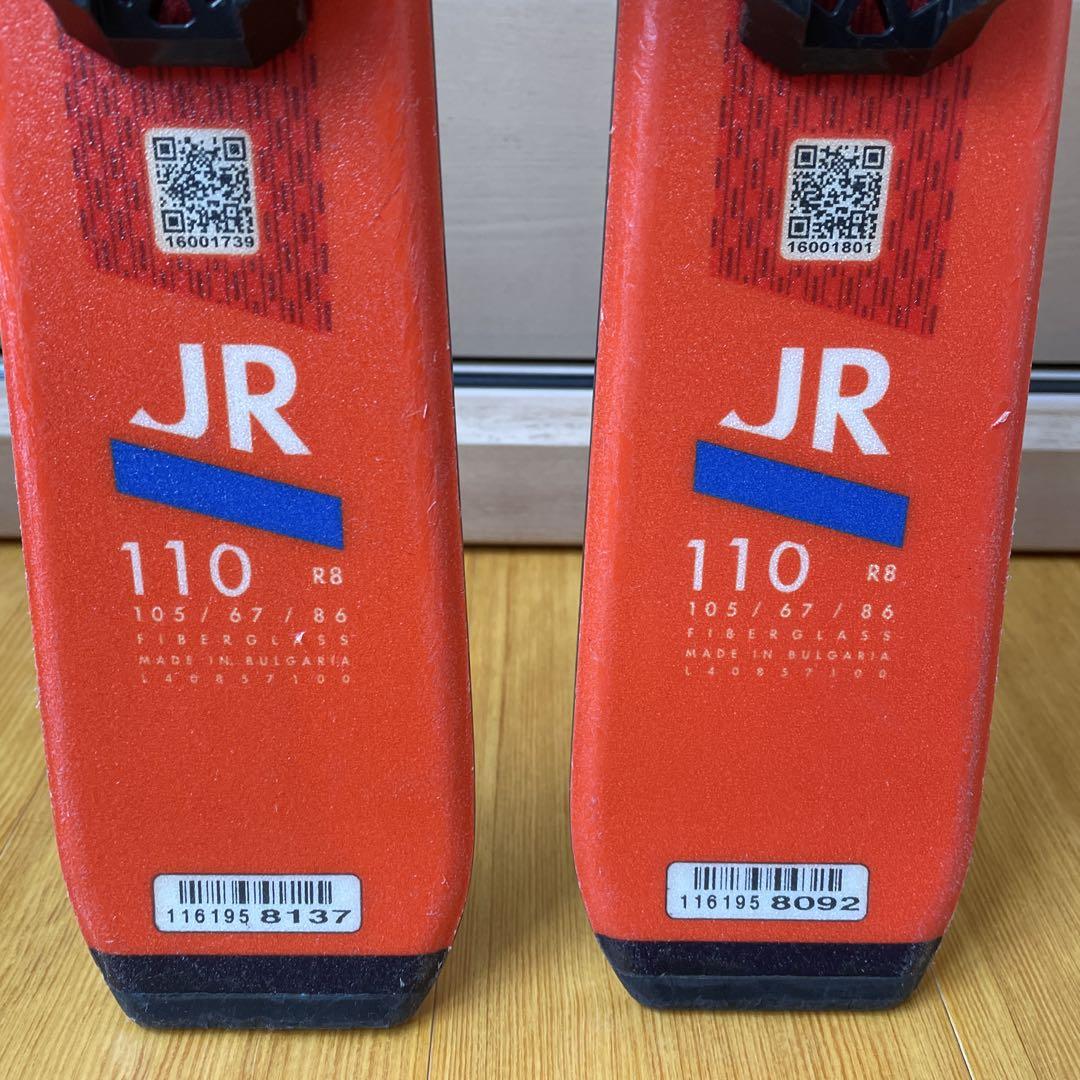 16001739
JR
110 R8
105 / 67 / 86
FIBERGLASS
MADE IN BULGARIA
L40857100
116195 8137
16001801
JR
110 R8
105 / 67 / 86
FIBERGLASS
MADE IN BULGARIA
L40857100
116195 8092